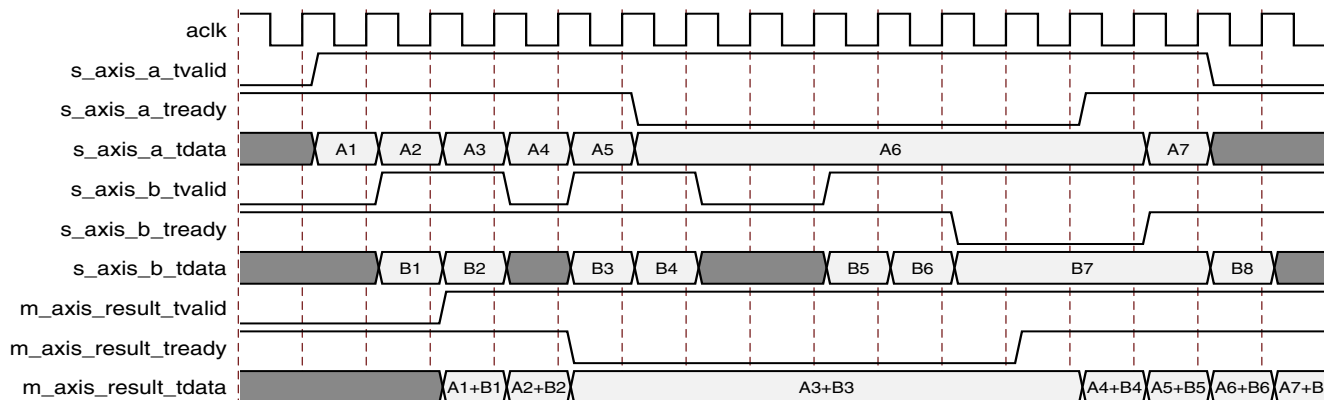 aclk
s_axis_a_tvalid
s_axis_a_tready
s_axis_a_tdata A1 A2 A3 A4 A5 A6 A7
s_axis_b_tvalid
s_axis_b_tready
s_axis_b_tdata B1 B2 B3 B4 B5 B6 B7 B8
m_axis_result_tvalid
m_axis_result_tready
m_axis_result_tdata A1+B1 A2+B2 A3+B3 A4+B4 A5+B5 A6+B6 A7+B